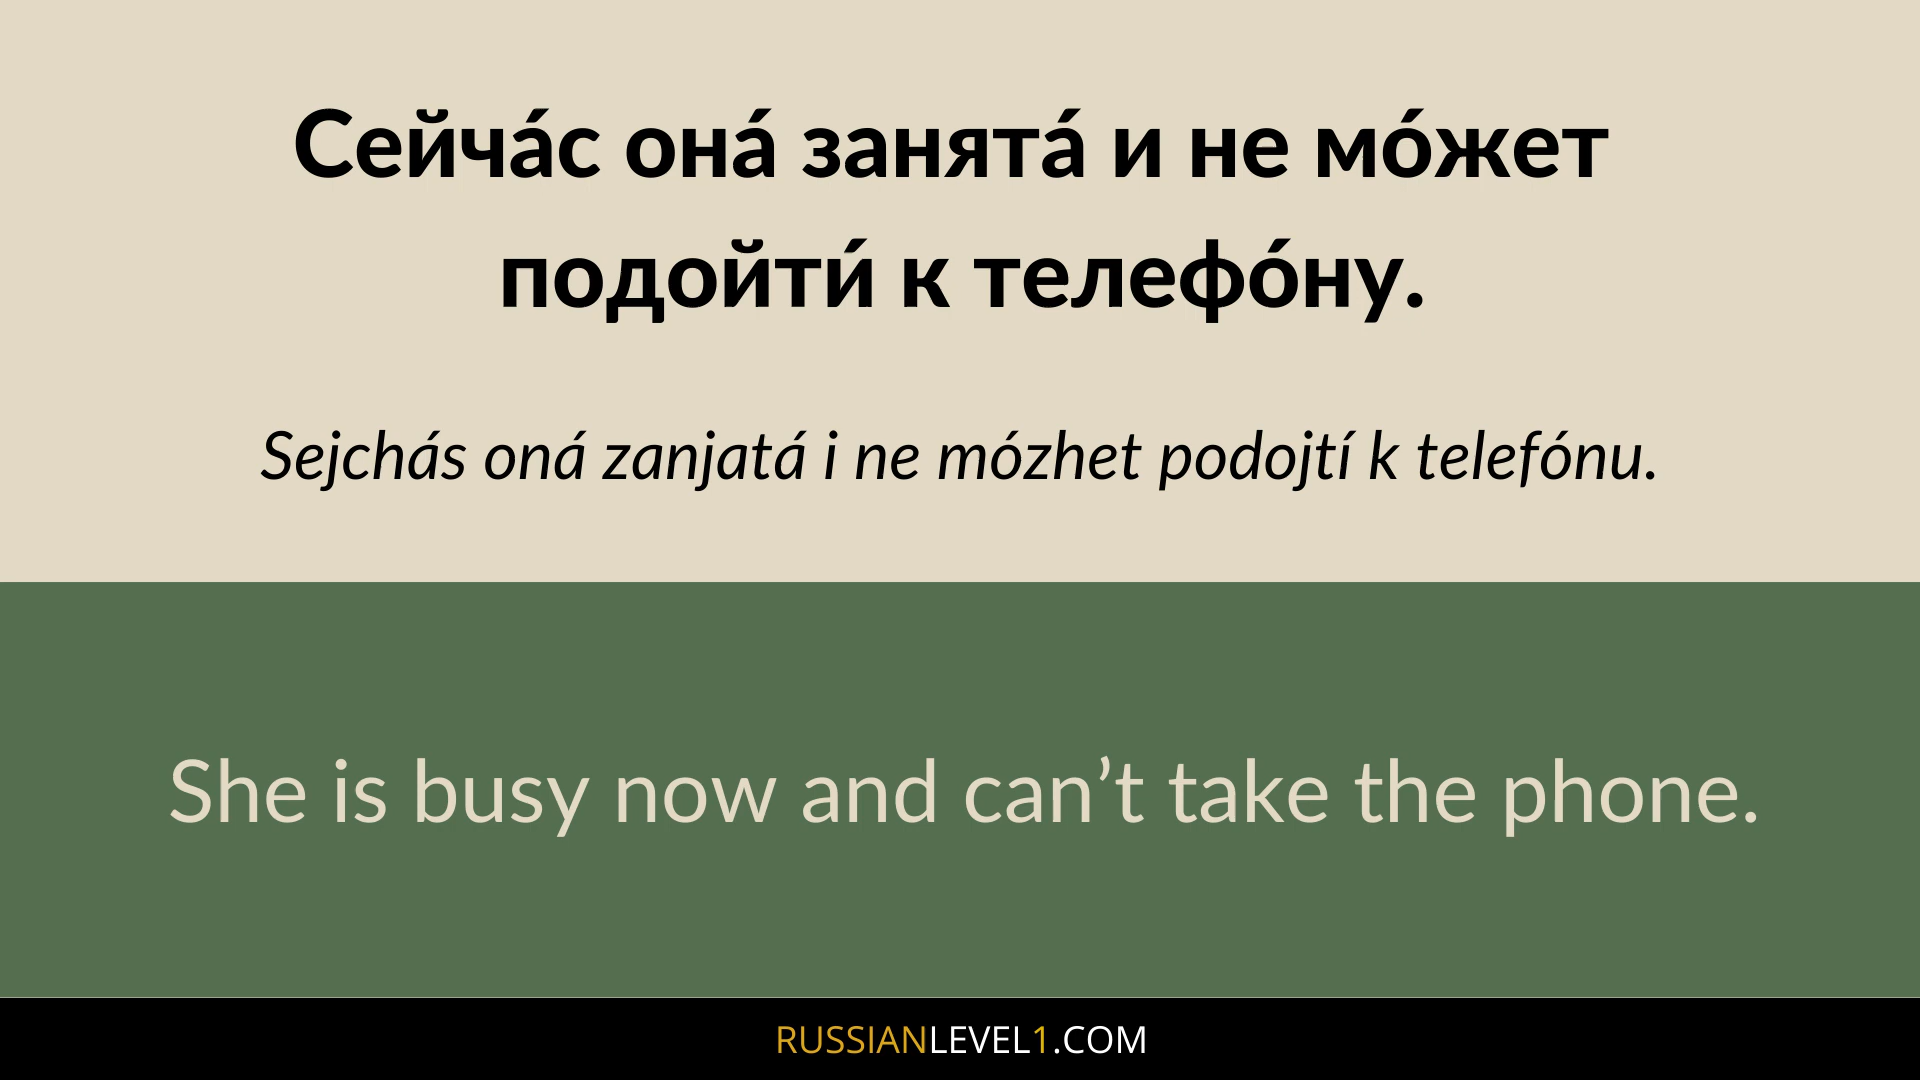 Сейча́с она́ занята́ и не мо́жет
подойти́ к телефо́ну.
Sejchás oná zanjatá i ne mózhet podojtí k telefónu.
She is busy now and can’t take the phone.
RUSSIANLEVEL1.COM